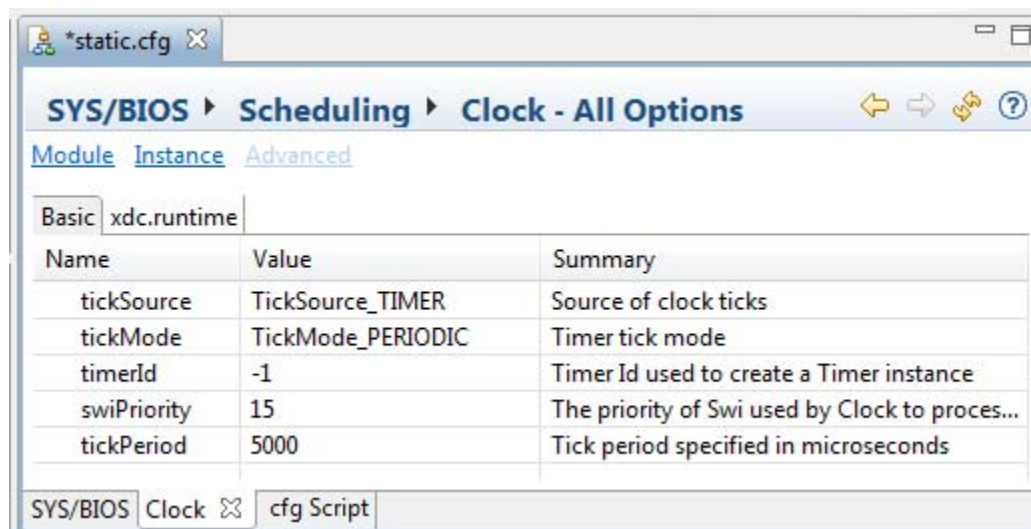 *static.cfg
SYS/BIOS Scheduling Clock - All Options
Module Instance Advanced
Basic xdc.runtime
Name Value Summary
tickSource TickSource_TIMER Source of clock ticks
tickMode TickMode_PERIODIC Timer tick mode
timerId -1 Timer Id used to create a Timer instance
swiPriority 15 The priority of Swi used by Clock to proces...
tickPeriod 5000 Tick period specified in microseconds
SYS/BIOS Clock cfg Script